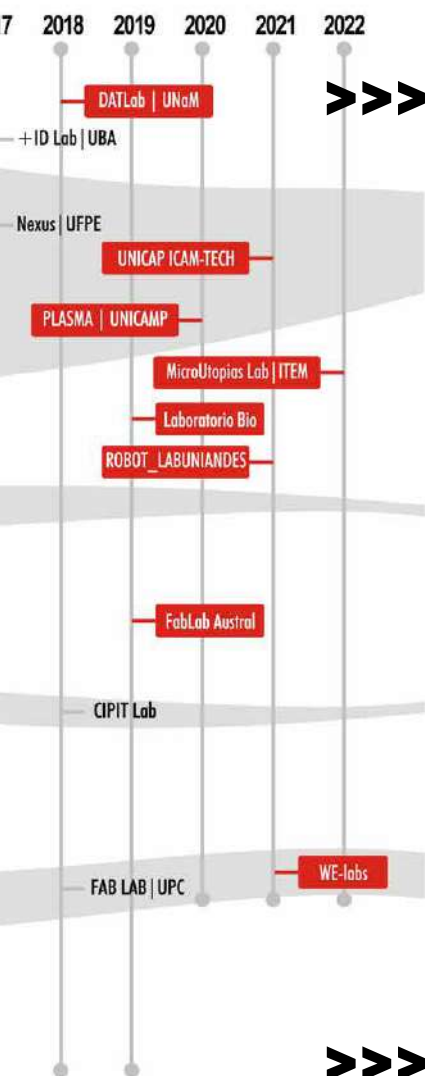 17 2018 2019 2020 2021 2022
DATLab | UNaM >>>
+ID Lab | UBA
Nexus | UFPE
UNICAP ICAM-TECH
PLASMA | UNICAMP
MicroUtopias Lab | ITEM
Laboratorio Bio
ROBOT_LABUNIANDES
FabLab Austral
CIPIT Lab
WE-labs
FAB LAB | UPC
>>>